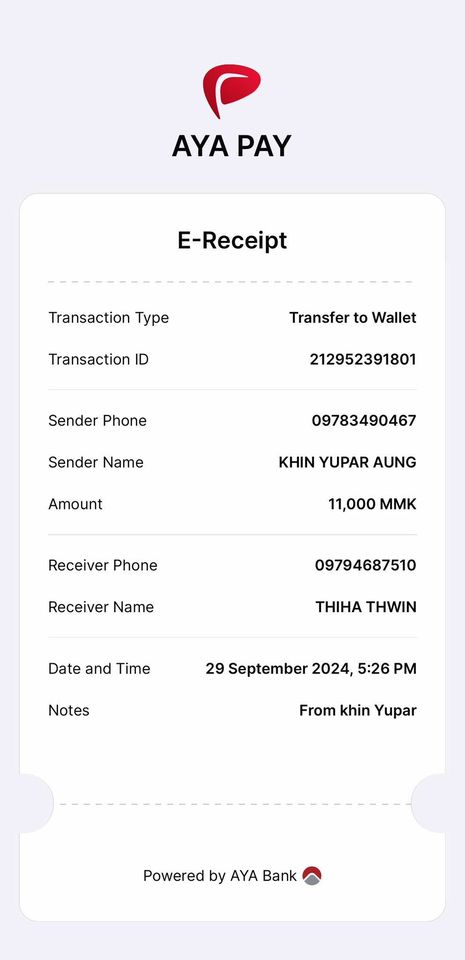 AYA PAY
E-Receipt
Transaction Type Transfer to Wallet
Transaction ID 212952391801
Sender Phone 09783490467
Sender Name KHIN YUPAR AUNG
Amount 11,000 MMK
Receiver Phone 09794687510
Receiver Name THIHA THWIN
Date and Time 29 September 2024, 5:26 PM
Notes From khin Yupar
Powered by AYA Bank